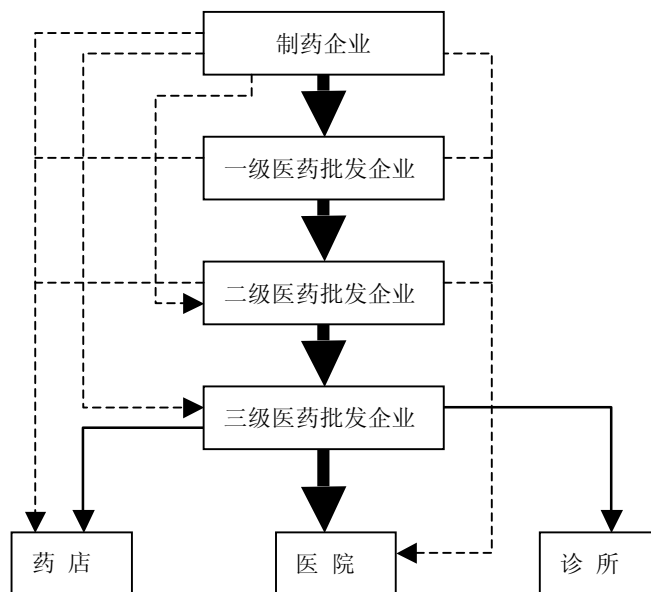 制药企业
一级医药批发企业
二级医药批发企业
三级医药批发企业
药 店
医 院
诊 所